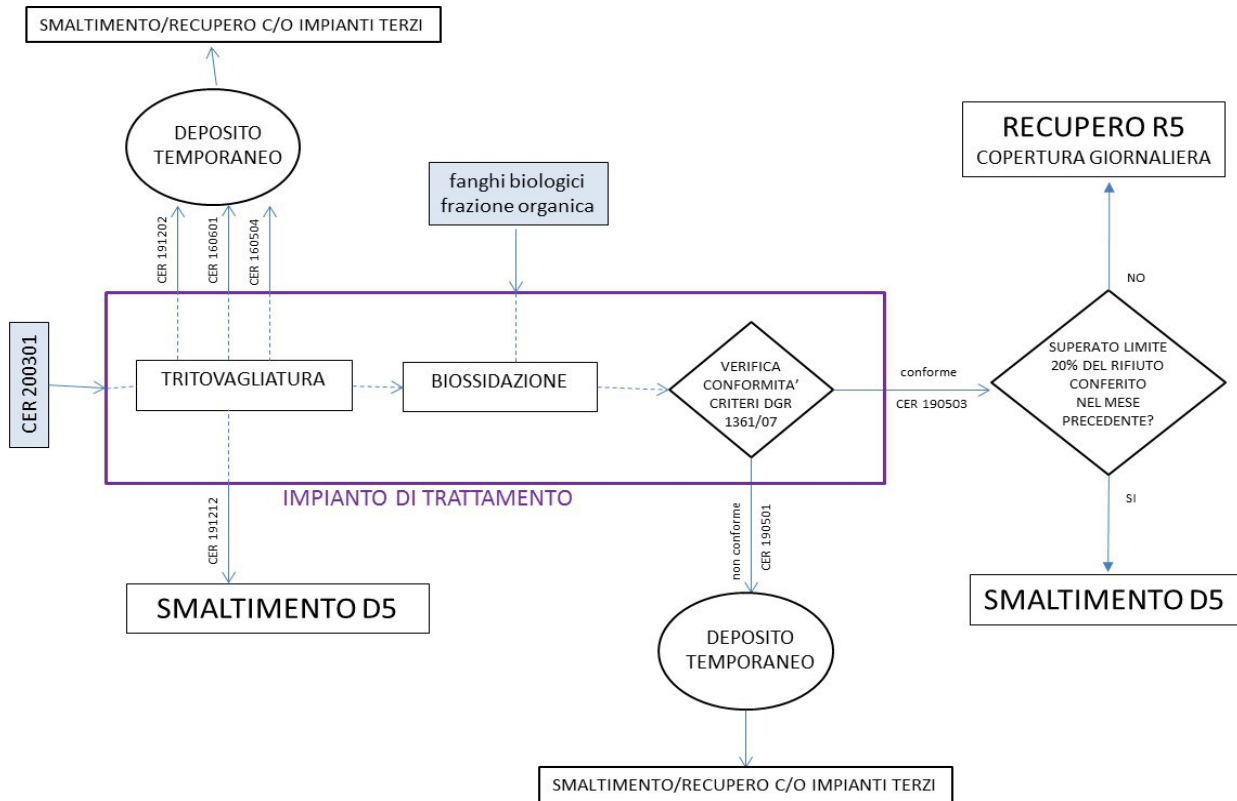 SMALTIMENTO/RECUPERO C/O IMPIANTI TERZI
DEPOSITO
TEMPORANEO
CER 191202
CER 160601
CER 160504
fanghi biologici
frazione organica
RECUPERO R5
COPERTURA GIORNALIERA
NO
CER 200301
TRITOVAGLIATURA
BIOSSIDAZIONE
VERIFICA
CONFORMITA’
CRITERI DGR
1361/07
conforme
CER 190503
SUPERATO LIMITE
20% DEL RIFIUTO
CONFERITO
NEL MESE
PRECEDENTE?
IMPIANTO DI TRATTAMENTO
SI
CER 191212
non conforme
CER 190501
SMALTIMENTO D5
SMALTIMENTO D5
DEPOSITO
TEMPORANEO
SMALTIMENTO/RECUPERO C/O IMPIANTI TERZI